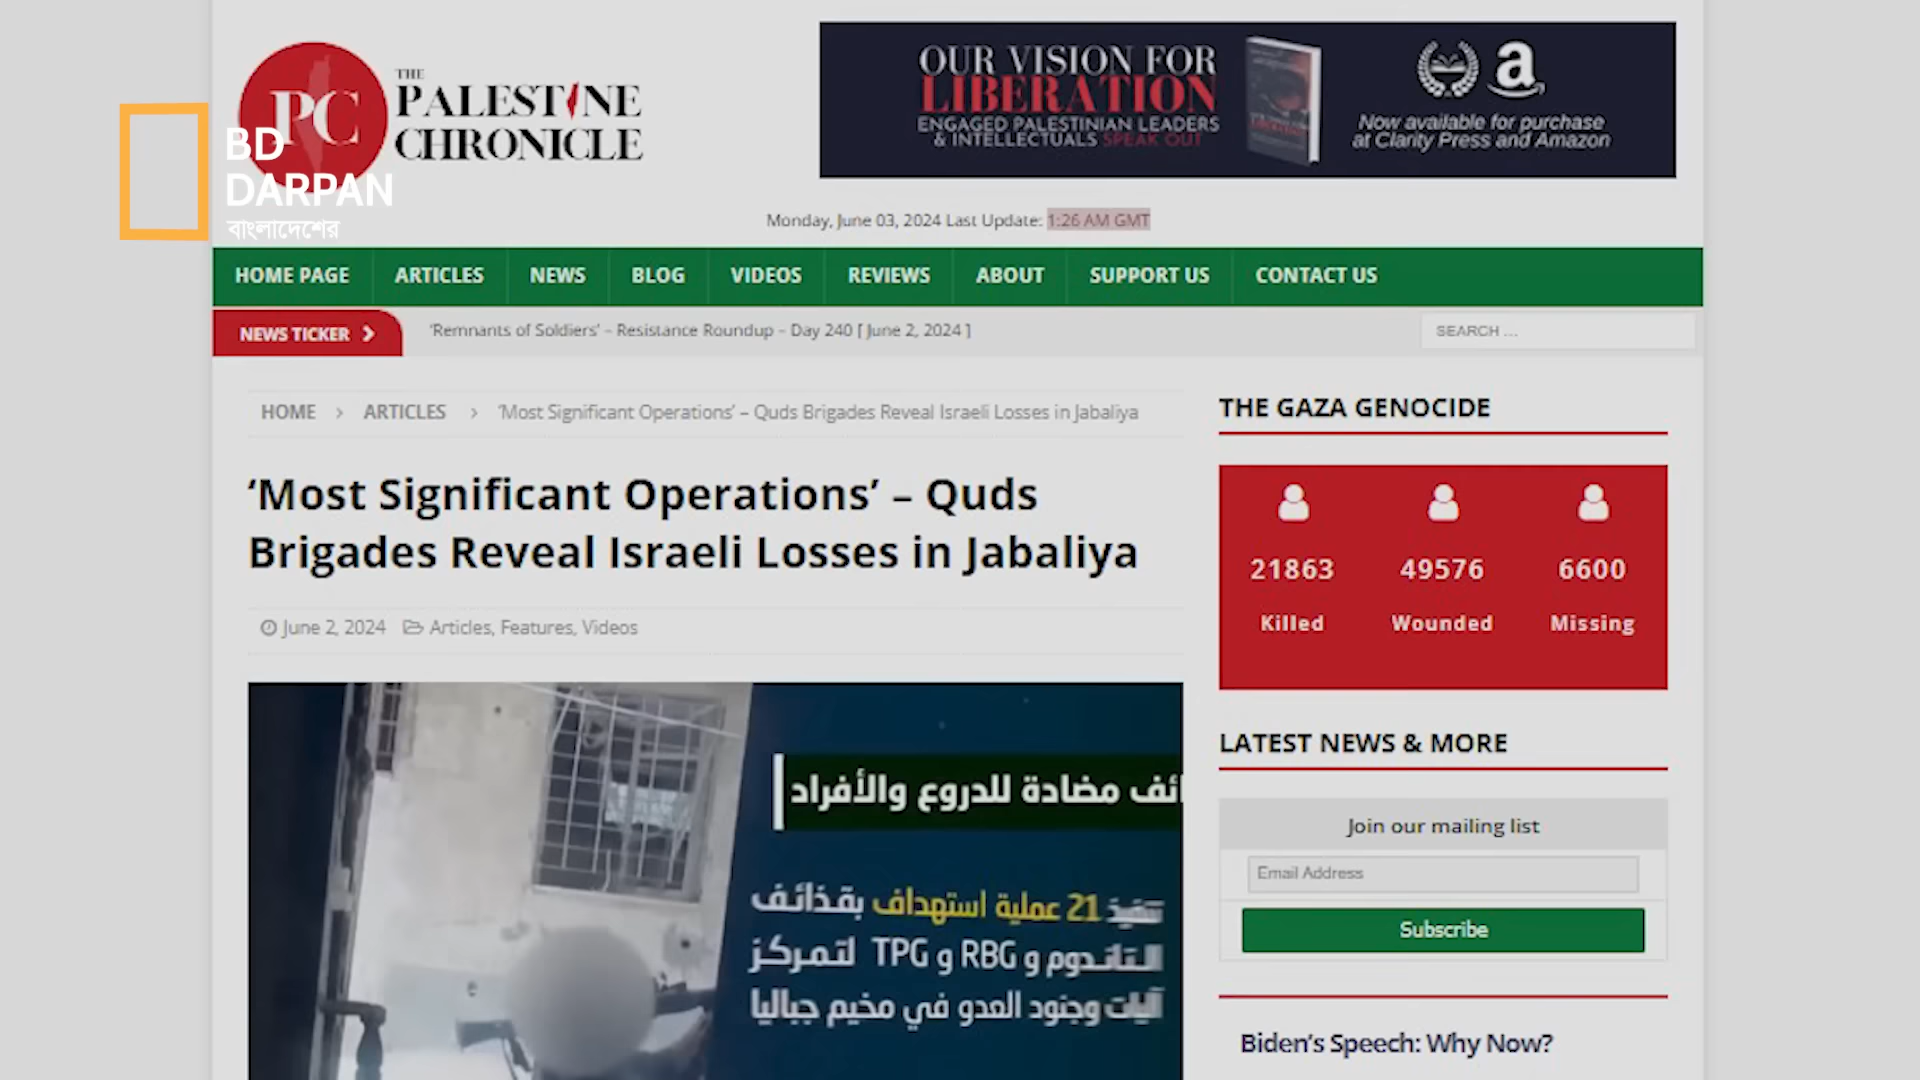 THE
PALESTINE
CHRONICLE
PC
BD
DARPAN
বাংলাদেশের
OUR VISION FOR
LIBERATION
ENGAGED PALESTINIAN LEADERS
& INTELLECTUALS SPEAK OUT
a
Now available for purchase
at Clarity Press and Amazon
Monday, June 03, 2024 Last Update: 1:26 AM GMT
HOME PAGE ARTICLES NEWS BLOG VIDEOS REVIEWS ABOUT SUPPORT US CONTACT US
NEWS TICKER ‘Remnants of Soldiers’ – Resistance Roundup – Day 240 [ June 2, 2024 ] SEARCH ...
HOME › ARTICLES › ‘Most Significant Operations’ – Quds Brigades Reveal Israeli Losses in Jabaliya
‘Most Significant Operations’ – Quds
Brigades Reveal Israeli Losses in Jabaliya
June 2, 2024 Articles, Features, Videos
مضادة للدروع والأفراد
تنفيذ 21 عملية استهداف بقذائف
التاندوم و RBG و TPG لتمركز
آليات وجنود العدو في مخيم جباليا
THE GAZA GENOCIDE
21863 49576 6600
Killed Wounded Missing
LATEST NEWS & MORE
Join our mailing list
Email Address
Subscribe
Biden’s Speech: Why Now?